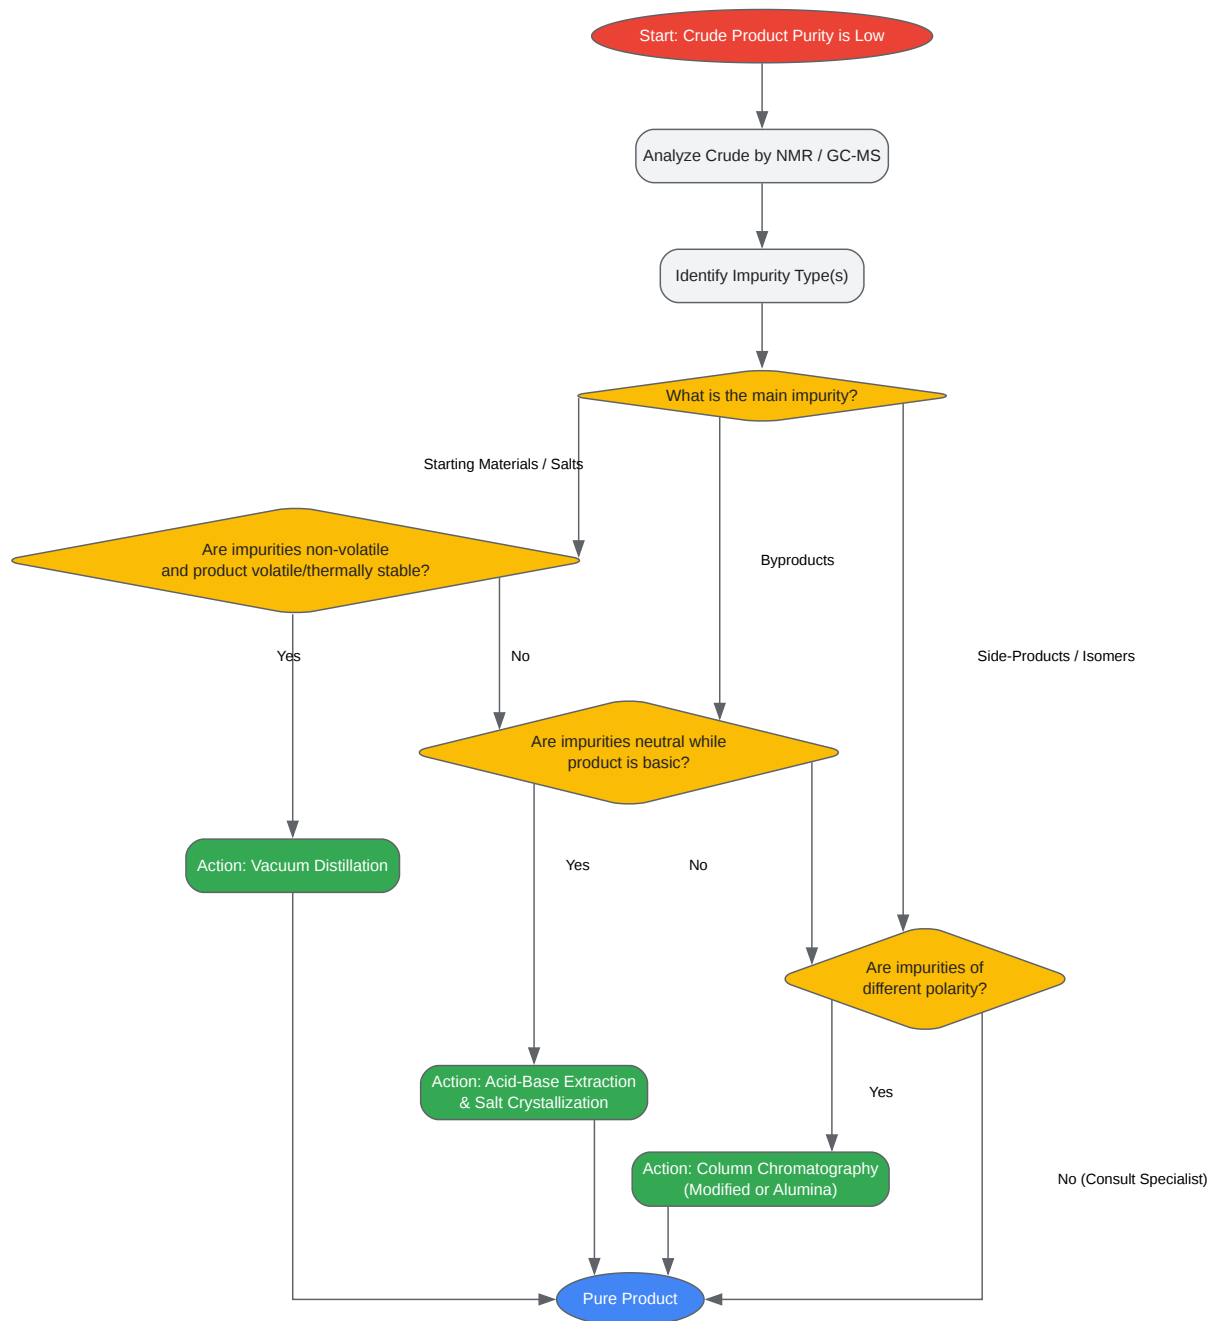 Start: Crude Product Purity is Low
Analyze Crude by NMR / GC-MS
Identify Impurity Type(s)
What is the main impurity?
Starting Materials / Salts
Are impurities non-volatile
and product volatile/thermally stable?
Byproducts
Yes
No
Side-Products / Isomers
Are impurities neutral while
product is basic?
Action: Vacuum Distillation
Yes
No
Are impurities of
different polarity?
Action: Acid-Base Extraction
& Salt Crystallization
Yes
Action: Column Chromatography
(Modified or Alumina)
No (Consult Specialist)
Pure Product